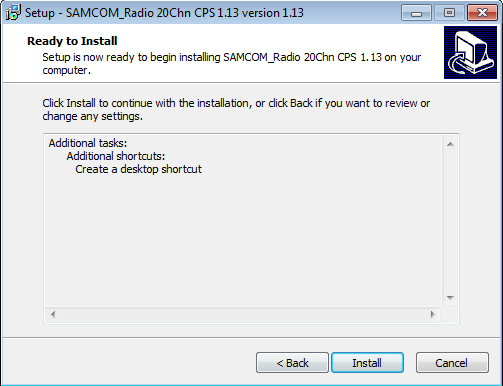 Setup - SAMCOM_Radio 20Chn CPS 1.13 version 1.13
Ready to Install
Setup is now ready to begin installing SAMCOM_Radio 20Chn CPS 1.13 on your
computer.
Click Install to continue with the installation, or click Back if you want to review or
change any settings.
Additional tasks:
Additional shortcuts:
Create a desktop shortcut
< Back
Install
Cancel